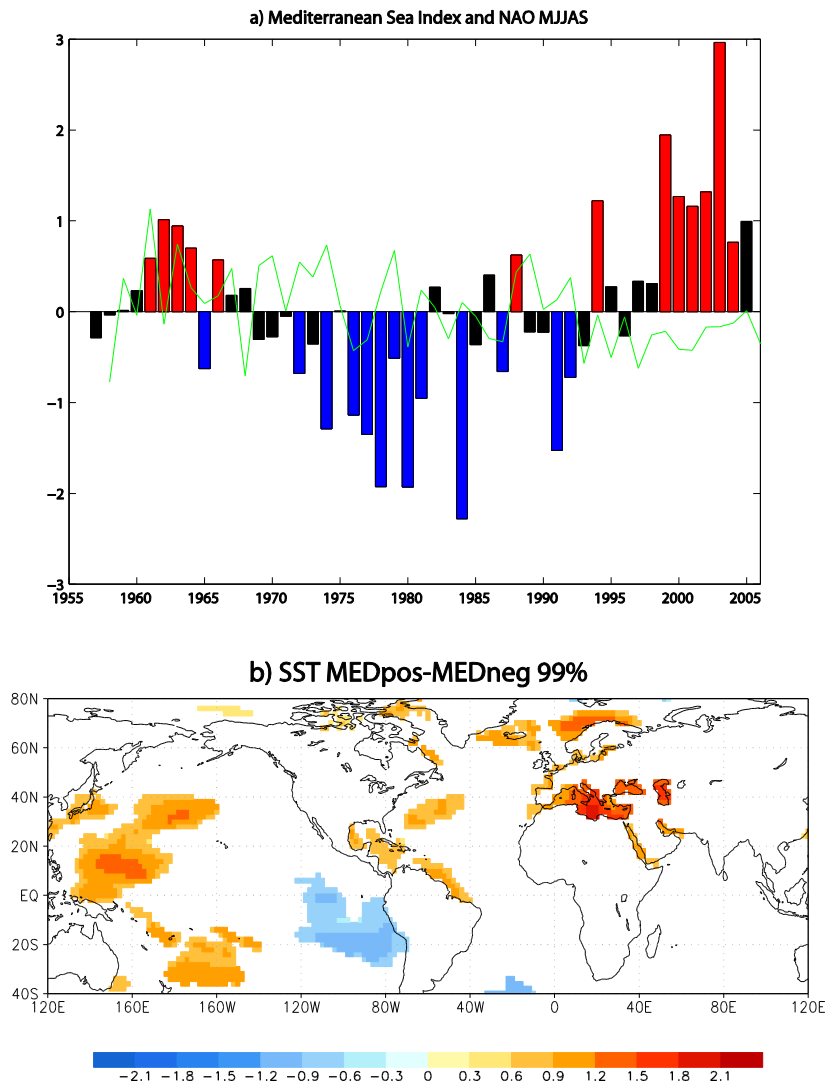 a) Mediterranean Sea Index and NAO MJJAS
3
2
1
0
−1
−2
−3
1955 1960 1965 1970 1975 1980 1985 1990 1995 2000 2005
b) SST MEDpos-MEDneg 99%
80N
60N
40N
20N
EQ
20S
40S
120E 160E 160W 120W 80W 40W 0 40E 80E 120E
−2.1 −1.8 −1.5 −1.2 −0.9 −0.6 −0.3 0 0.3 0.6 0.9 1.2 1.5 1.8 2.1